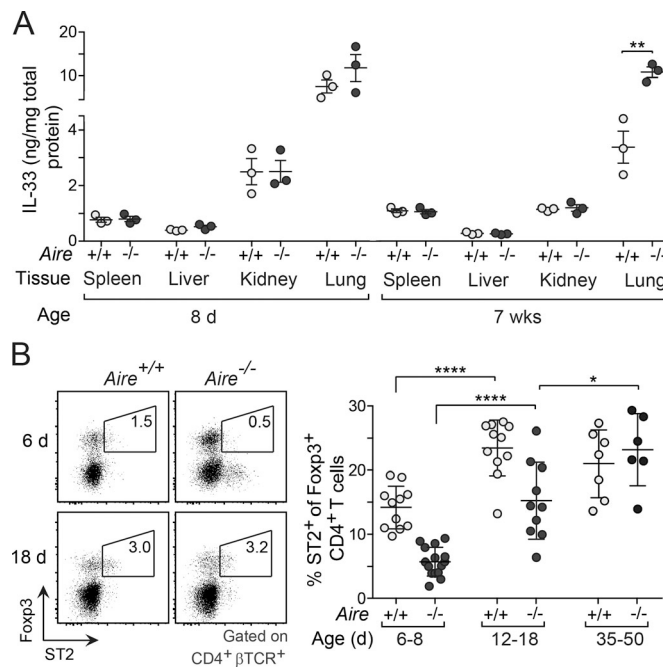 A
IL-33 (ng/mg total
protein)
20
10
4
2
0
**
Aire +/+ -/- +/+ -/- +/+ -/- +/+ -/- +/+ -/- +/+ -/- +/+ -/- +/+ -/-
Tissue Spleen Liver Kidney Lung Spleen Liver Kidney Lung
Age 8 d 7 wks
B
Aire+/+ Aire-/-
6 d 1.5 0.5
18 d 3.0 3.2
Foxp3
ST2
Gated on
CD4+ βTCR+
% ST2+ of Foxp3+
CD4+ T cells
****
****
*
30
20
10
0
Aire +/+ -/- +/+ -/- +/+ -/-
Age (d) 6-8 12-18 35-50